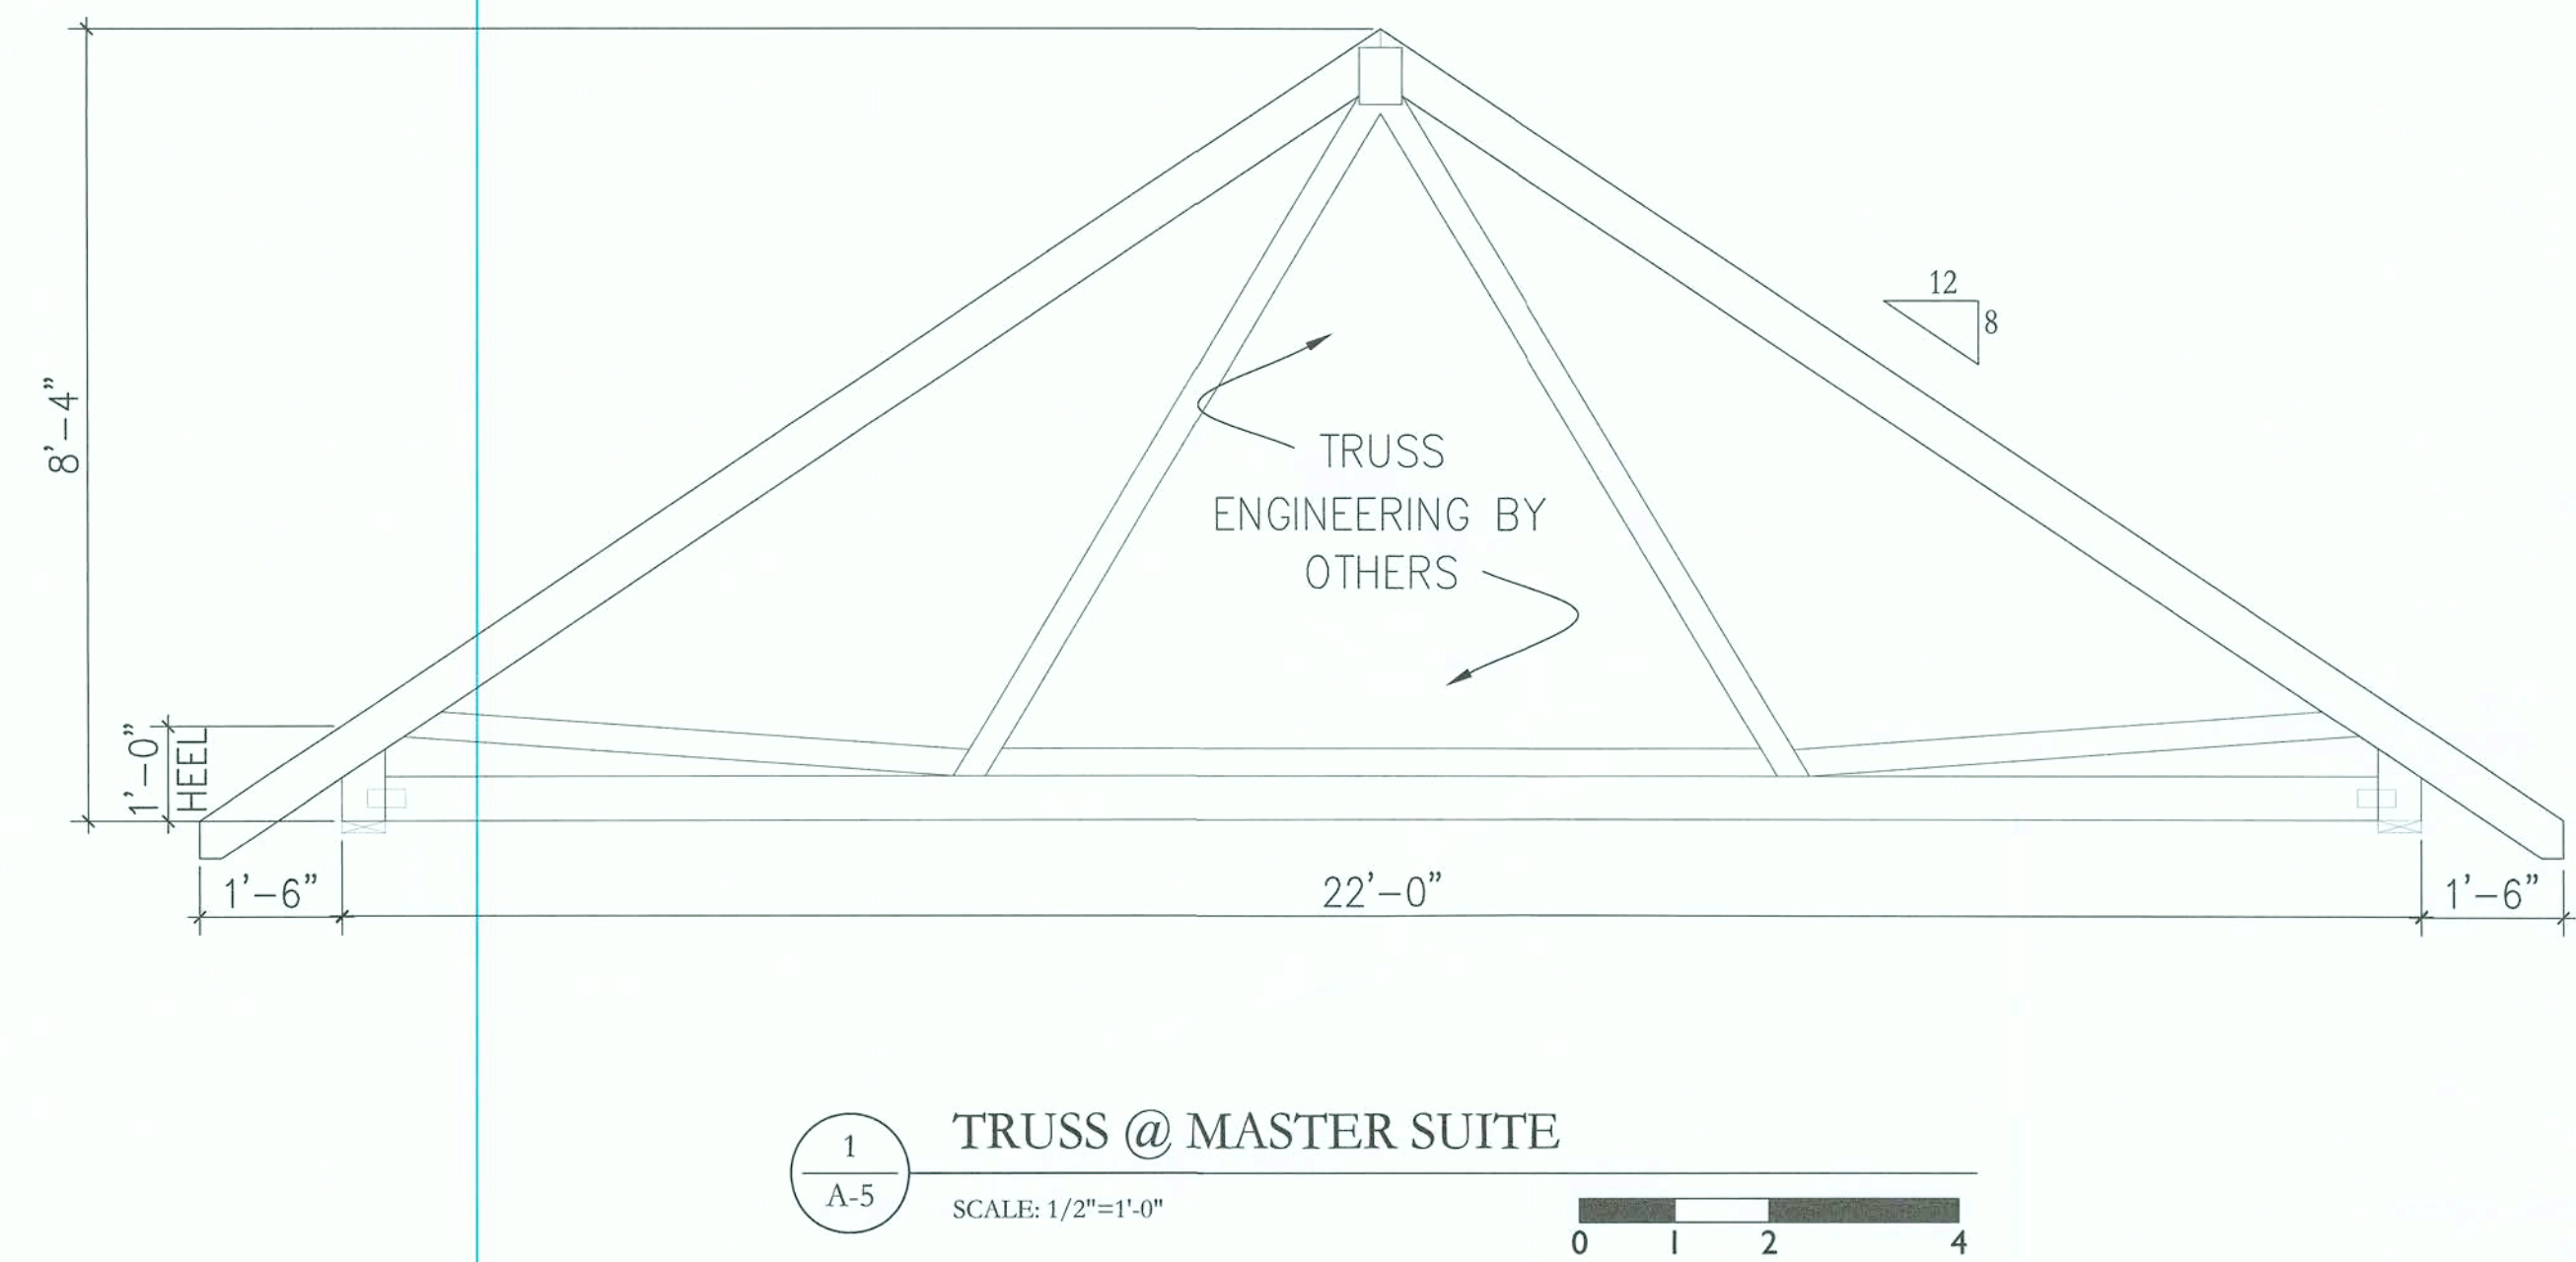 12
8
8'-4"
TRUSS
ENGINEERING BY
OTHERS
1'-0"
HEEL
1'-6"
22'-0"
1'-6"
1
A-5
TRUSS @ MASTER SUITE
SCALE: 1/2"=1'-0"
0 1 2 4